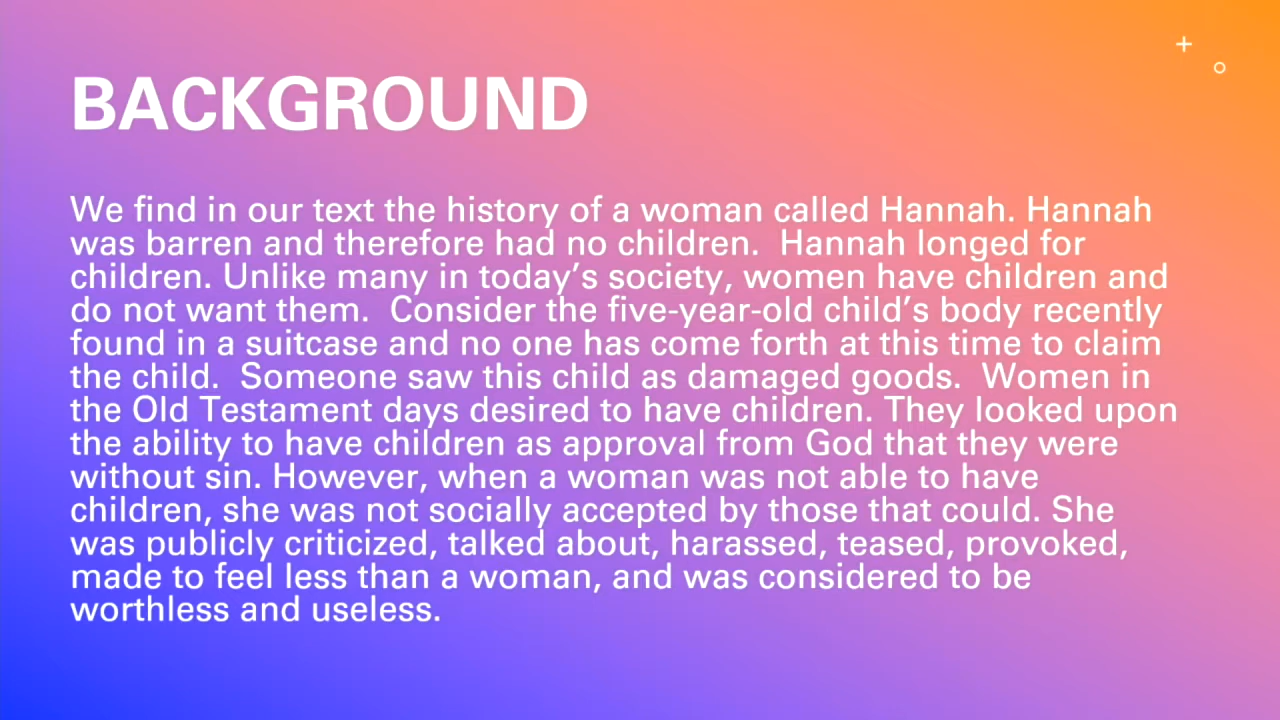 BACKGROUND
We find in our text the history of a woman called Hannah. Hannah
was barren and therefore had no children.  Hannah longed for
children. Unlike many in today’s society, women have children and
do not want them.  Consider the five-year-old child’s body recently
found in a suitcase and no one has come forth at this time to claim
the child.  Someone saw this child as damaged goods.  Women in
the Old Testament days desired to have children. They looked upon
the ability to have children as approval from God that they were
without sin. However, when a woman was not able to have
children, she was not socially accepted by those that could. She
was publicly criticized, talked about, harassed, teased, provoked,
made to feel less than a woman, and was considered to be
worthless and useless.